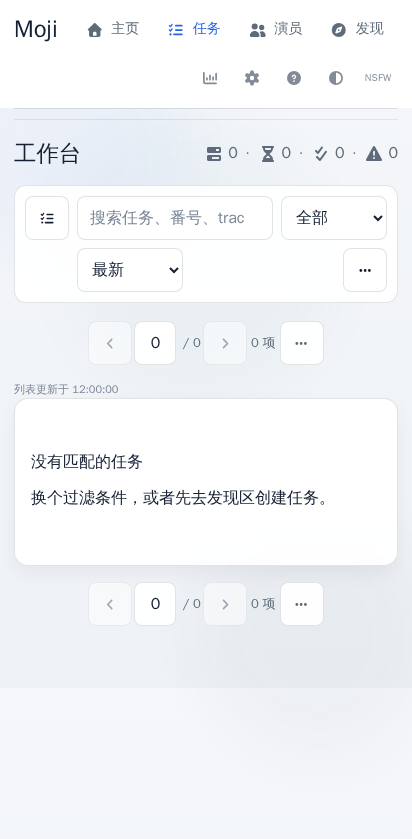 Moji 主页 任务 演员 发现
NSFW
工作台 0 · 0 · 0 · 0
搜索任务、番号、trac 全部
最新
0 / 0 0 项
列表更新于 12:00:00
没有匹配的任务
换个过滤条件，或者先去发现区创建任务。
0 / 0 0 项